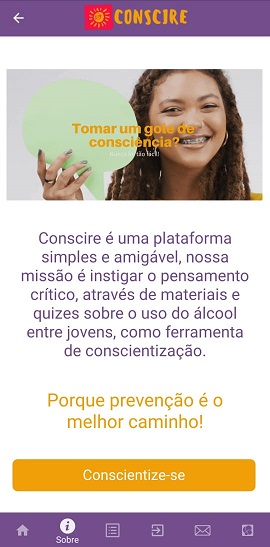 CONSCIRE
Tomar um gole de
consciência?
Conscire é uma plataforma
simples e amigável, nossa
missão é instigar o pensamento
crítico, através de materiais e
quizes sobre o uso do álcool
entre jovens, como ferramenta
de conscientização.
Porque prevenção é o
melhor caminho!
Conscientize-se
Sobre